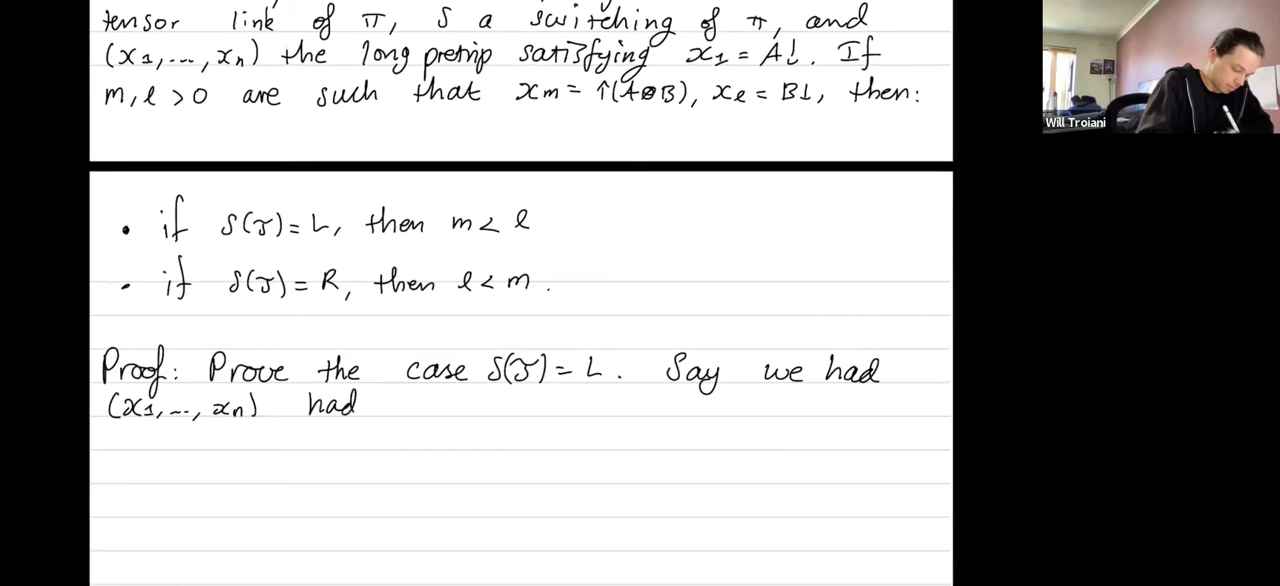 tensor link of π, S a switching of π, and
(x1, ..., xn) the long pretrip satisfying x1 = A↓. If
m, l > 0 are such that xm = ↑(A⊗B), xl = B↓, then:
• if S(τ) = L, then m < l
• if S(τ) = R, then l < m.
Proof: Prove the case S(τ) = L. Say we had
(x1, ..., xn) had
Will Troiani